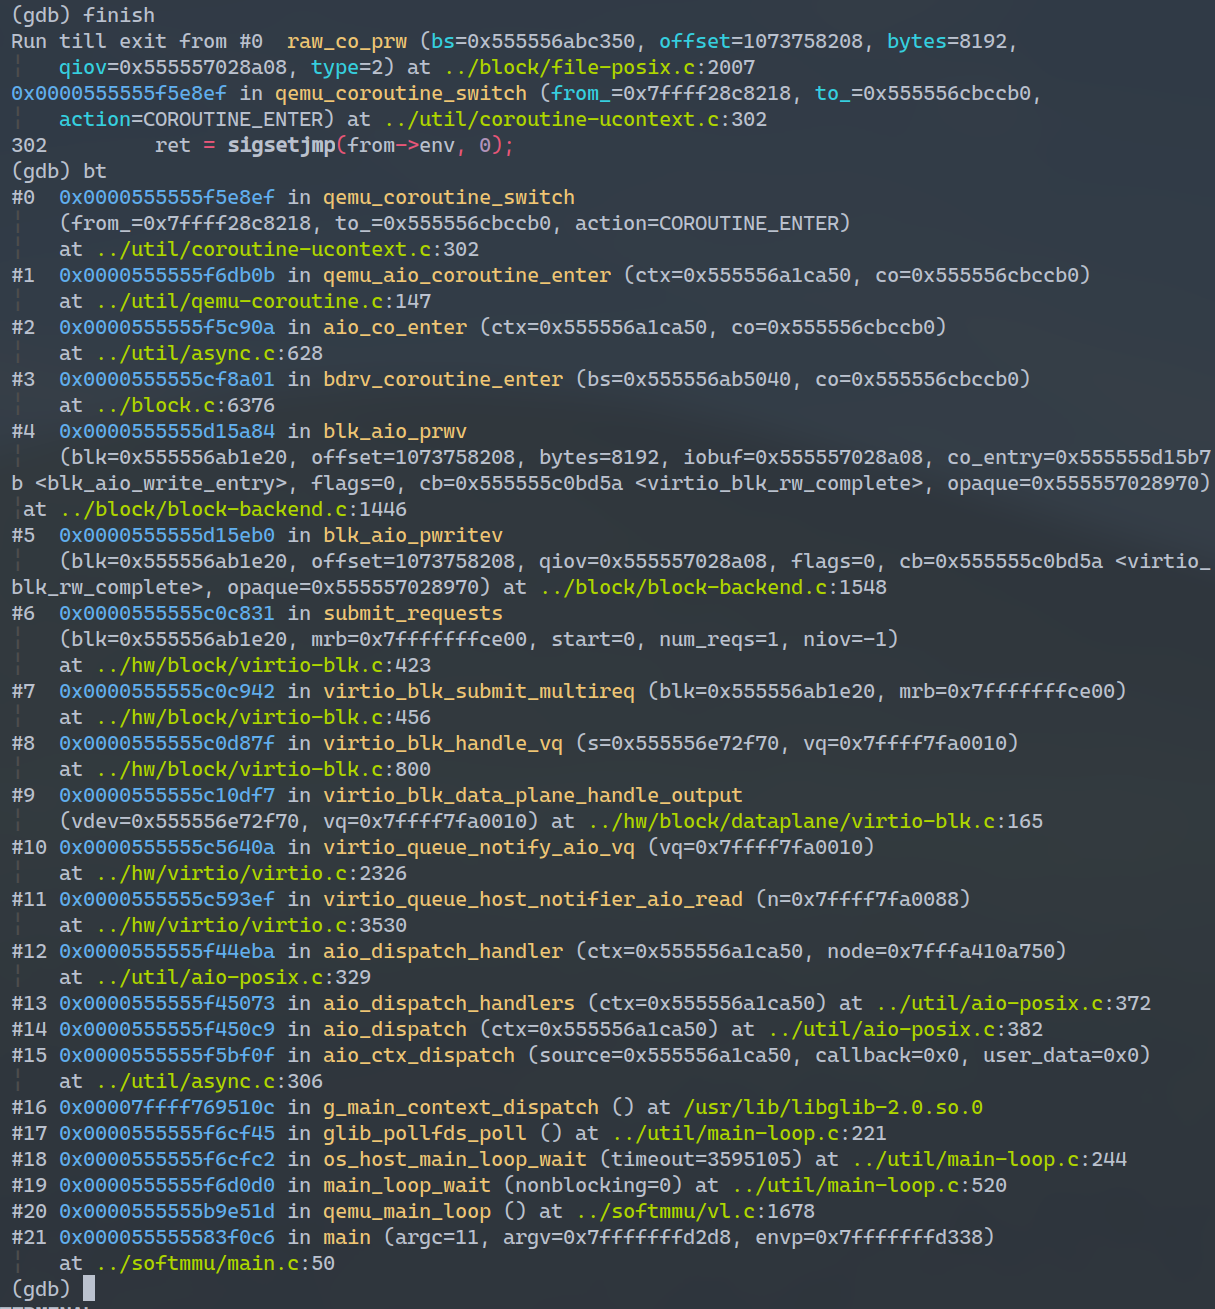 (gdb) finish
Run till exit from #0  raw_co_prw (bs=0x555556abc350, offset=1073758208, bytes=8192,
    qiov=0x555557028a08, type=2) at ../block/file-posix.c:2007
0x0000555555f5e8ef in qemu_coroutine_switch (from_=0x7ffff28c8218, to_=0x555556cbccb0,
    action=COROUTINE_ENTER) at ../util/coroutine-ucontext.c:302
302         ret = sigsetjmp(from->env, 0);
(gdb) bt
#0  0x0000555555f5e8ef in qemu_coroutine_switch
    (from_=0x7ffff28c8218, to_=0x555556cbccb0, action=COROUTINE_ENTER)
    at ../util/coroutine-ucontext.c:302
#1  0x0000555555f6db0b in qemu_aio_coroutine_enter (ctx=0x555556a1ca50, co=0x555556cbccb0)
    at ../util/qemu-coroutine.c:147
#2  0x0000555555f5c90a in aio_co_enter (ctx=0x555556a1ca50, co=0x555556cbccb0)
    at ../util/async.c:628
#3  0x0000555555cf8a01 in bdrv_coroutine_enter (bs=0x555556ab5040, co=0x555556cbccb0)
    at ../block.c:6376
#4  0x0000555555d15a84 in blk_aio_prwv
    (blk=0x555556ab1e20, offset=1073758208, bytes=8192, iobuf=0x555557028a08, co_entry=0x555555d15b7
b <blk_aio_write_entry>, flags=0, cb=0x555555c0bd5a <virtio_blk_rw_complete>, opaque=0x555557028970)
 at ../block/block-backend.c:1446
#5  0x0000555555d15eb0 in blk_aio_pwritev
    (blk=0x555556ab1e20, offset=1073758208, qiov=0x555557028a08, flags=0, cb=0x555555c0bd5a <virtio_
blk_rw_complete>, opaque=0x555557028970) at ../block/block-backend.c:1548
#6  0x0000555555c0c831 in submit_requests
    (blk=0x555556ab1e20, mrb=0x7fffffffce00, start=0, num_reqs=1, niov=-1)
    at ../hw/block/virtio-blk.c:423
#7  0x0000555555c0c942 in virtio_blk_submit_multireq (blk=0x555556ab1e20, mrb=0x7fffffffce00)
    at ../hw/block/virtio-blk.c:456
#8  0x0000555555c0d87f in virtio_blk_handle_vq (s=0x555556e72f70, vq=0x7ffff7fa0010)
    at ../hw/block/virtio-blk.c:800
#9  0x0000555555c10df7 in virtio_blk_data_plane_handle_output
    (vdev=0x555556e72f70, vq=0x7ffff7fa0010) at ../hw/block/dataplane/virtio-blk.c:165
#10 0x0000555555c5640a in virtio_queue_notify_aio_vq (vq=0x7ffff7fa0010)
    at ../hw/virtio/virtio.c:2326
#11 0x0000555555c593ef in virtio_queue_host_notifier_aio_read (n=0x7ffff7fa0088)
    at ../hw/virtio/virtio.c:3530
#12 0x0000555555f44eba in aio_dispatch_handler (ctx=0x555556a1ca50, node=0x7fffa410a750)
    at ../util/aio-posix.c:329
#13 0x0000555555f45073 in aio_dispatch_handlers (ctx=0x555556a1ca50) at ../util/aio-posix.c:372
#14 0x0000555555f450c9 in aio_dispatch (ctx=0x555556a1ca50) at ../util/aio-posix.c:382
#15 0x0000555555f5bf0f in aio_ctx_dispatch (source=0x555556a1ca50, callback=0x0, user_data=0x0)
    at ../util/async.c:306
#16 0x00007ffff769510c in g_main_context_dispatch () at /usr/lib/libglib-2.0.so.0
#17 0x0000555555f6cf45 in glib_pollfds_poll () at ../util/main-loop.c:221
#18 0x0000555555f6cfc2 in os_host_main_loop_wait (timeout=3595105) at ../util/main-loop.c:244
#19 0x0000555555f6d0d0 in main_loop_wait (nonblocking=0) at ../util/main-loop.c:520
#20 0x0000555555b9e51d in qemu_main_loop () at ../softmmu/vl.c:1678
#21 0x000055555583f0c6 in main (argc=11, argv=0x7fffffffd2d8, envp=0x7fffffffd338)
    at ../softmmu/main.c:50
(gdb)